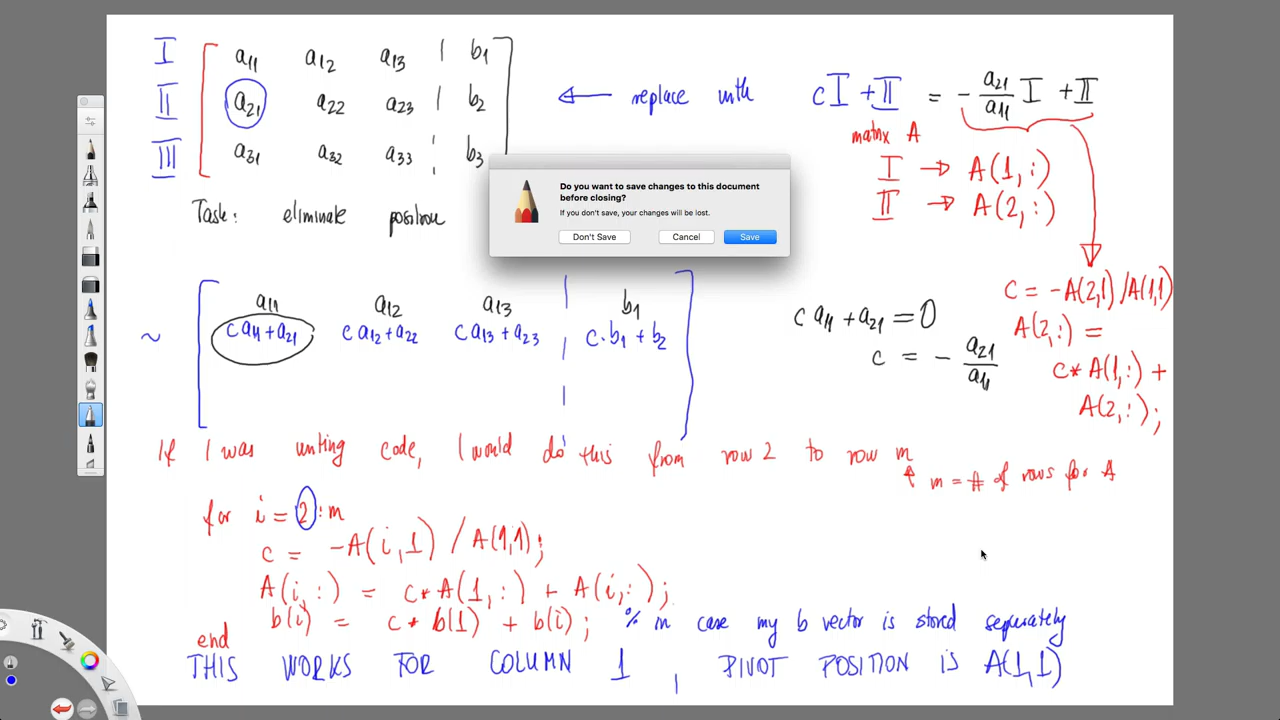 I a11 a12 a13 | b1
II a21 a22 a23 | b2 ← replace with cI + II = - a21/a11 I + II
III a31 a32 a33 | b3
matrix A
I → A(1,:)
II → A(2,:)
Task: eliminate position
Do you want to save changes to this document
before closing?
If you don't save, your changes will be lost.
Don't Save Cancel Save
a11 a12 a13 | b1
~ ca11+a21 ca12+a22 ca13+a23 | c·b1 + b2
ca11+a21=0
c = - a21/a11
c = -A(2,1)/A(1,1)
A(2,:) =
c*A(1,:) +
A(2,:);
If I was writing code, I would do this from row 2 to row m
↑ m = # of rows for A
for i = 2:m
c = -A(i,1) / A(1,1);
A(i,:) = c*A(1,:) + A(i,:);
b(i) = c*b(1) + b(i); % in case my b vector is stored seperately
end
THIS WORKS FOR COLUMN 1, PIVOT POSITION IS A(1,1)